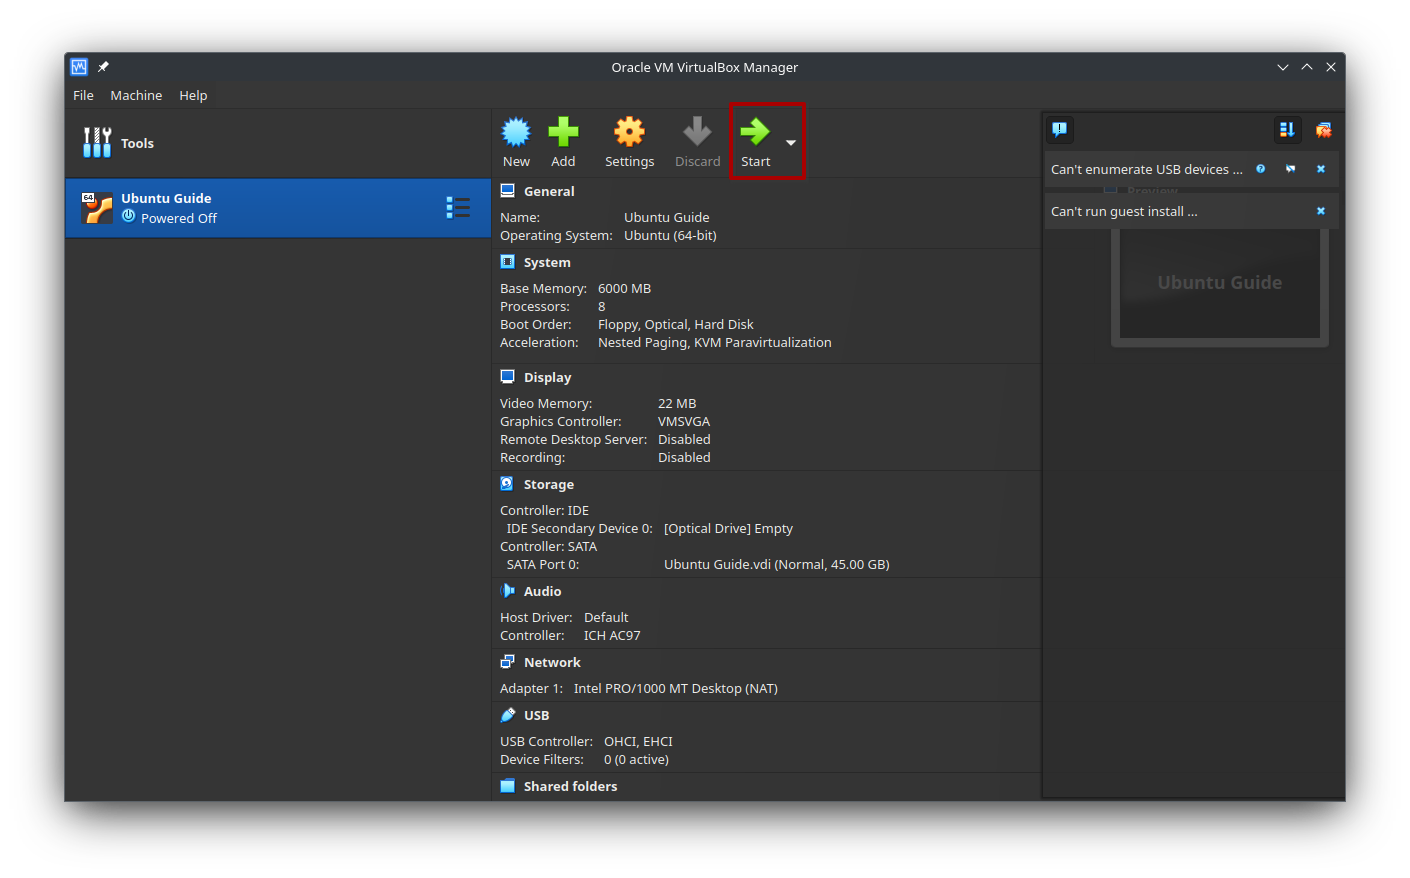 Oracle VM VirtualBox Manager
File Machine Help
Tools
64
Ubuntu Guide
Powered Off
New Add Settings Discard Start
General
Name: Ubuntu Guide
Operating System: Ubuntu (64-bit)
System
Base Memory: 6000 MB
Processors: 8
Boot Order: Floppy, Optical, Hard Disk
Acceleration: Nested Paging, KVM Paravirtualization
Display
Video Memory: 22 MB
Graphics Controller: VMSVGA
Remote Desktop Server: Disabled
Recording: Disabled
Storage
Controller: IDE
IDE Secondary Device 0: [Optical Drive] Empty
Controller: SATA
SATA Port 0: Ubuntu Guide.vdi (Normal, 45.00 GB)
Audio
Host Driver: Default
Controller: ICH AC97
Network
Adapter 1: Intel PRO/1000 MT Desktop (NAT)
USB
USB Controller: OHCI, EHCI
Device Filters: 0 (0 active)
Shared folders
Can't enumerate USB devices ...
Preview
Can't run guest install ...
Ubuntu Guide